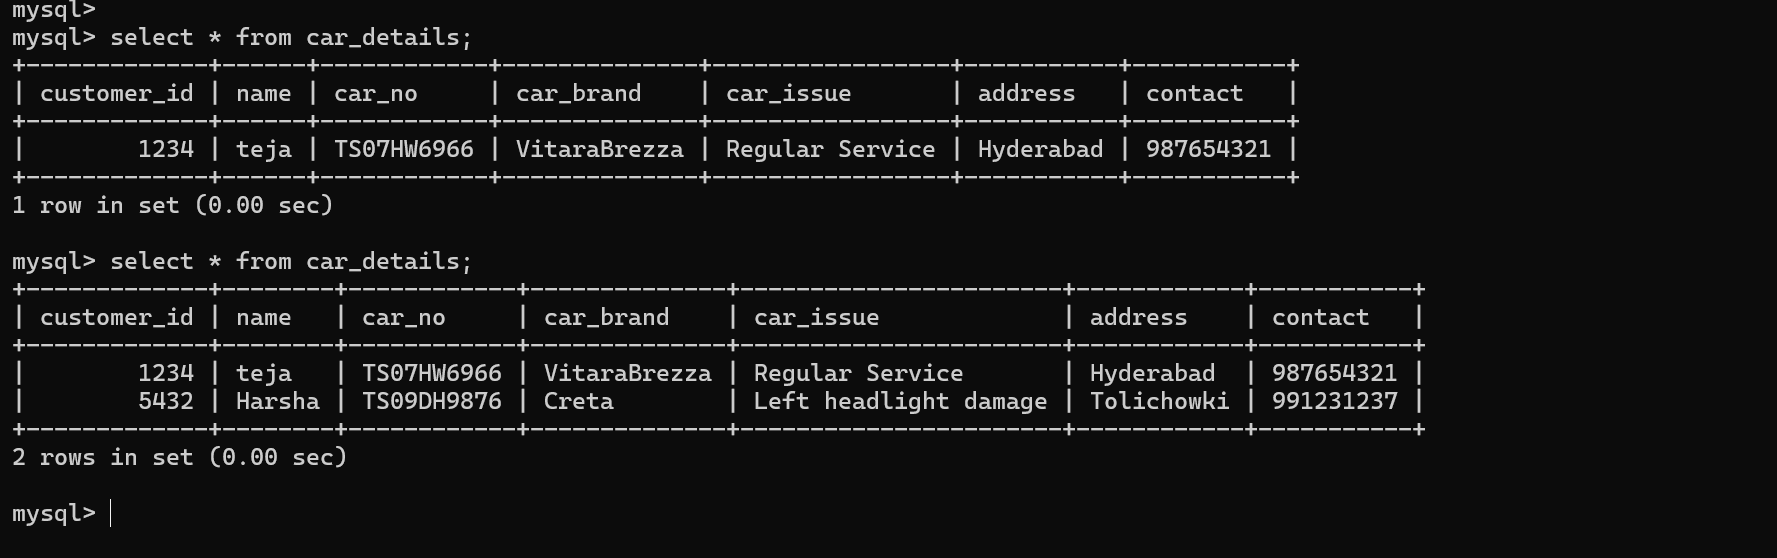 mysql>
mysql> select * from car_details;
+-------------+------+------------+--------------+-----------------+-----------+-----------+
| customer_id | name | car_no     | car_brand    | car_issue       | address   | contact   |
+-------------+------+------------+--------------+-----------------+-----------+-----------+
|        1234 | teja | TS07HW6966 | VitaraBrezza | Regular Service | Hyderabad | 987654321 |
+-------------+------+------------+--------------+-----------------+-----------+-----------+
1 row in set (0.00 sec)

mysql> select * from car_details;
+-------------+--------+------------+--------------+-----------------------+------------+-----------+
| customer_id | name   | car_no     | car_brand    | car_issue             | address    | contact   |
+-------------+--------+------------+--------------+-----------------------+------------+-----------+
|        1234 | teja   | TS07HW6966 | VitaraBrezza | Regular Service       | Hyderabad  | 987654321 |
|        5432 | Harsha | TS09DH9876 | Creta        | Left headlight damage | Tolichowki | 991231237 |
+-------------+--------+------------+--------------+-----------------------+------------+-----------+
2 rows in set (0.00 sec)

mysql>